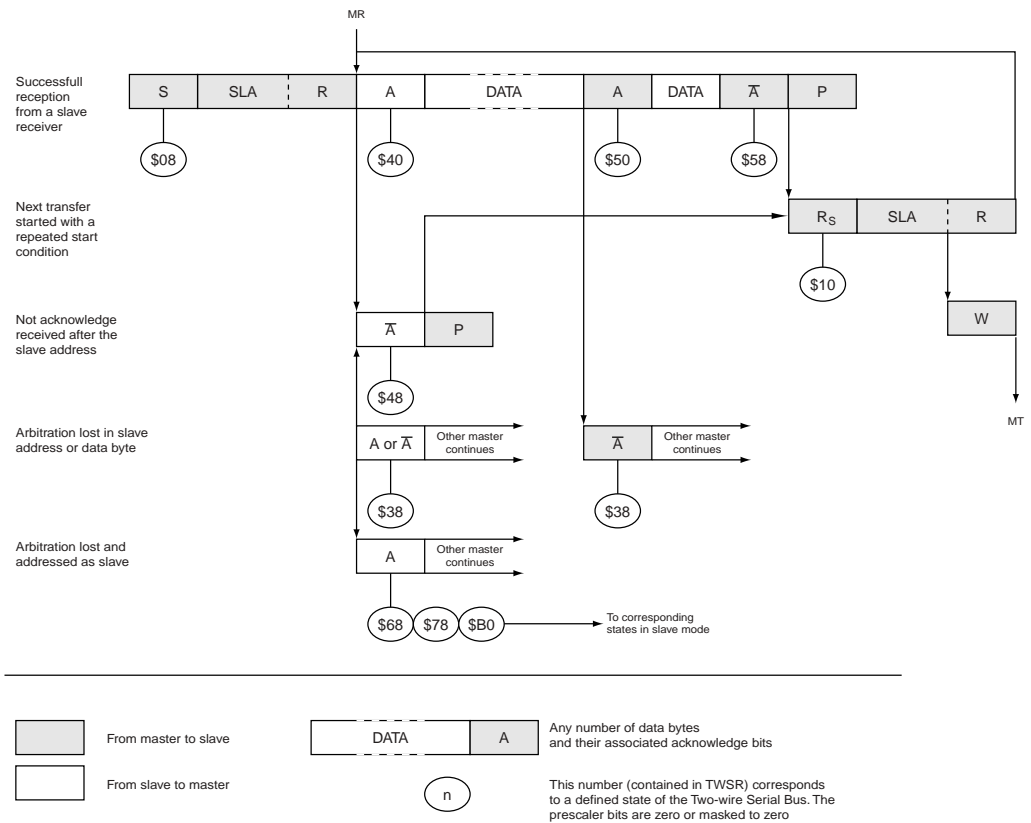 MR
Successfull
reception
from a slave
receiver
S SLA R A DATA A DATA A̅ P
$08 $40 $50 $58
Next transfer
started with a
repeated start
condition
RS SLA R
$10
Not acknowledge
received after the
slave address
A̅ P
W
$48
MT
Arbitration lost in slave
address or data byte
A or A̅
Other master
continues
A̅
Other master
continues
$38 $38
Arbitration lost and
addressed as slave
A
Other master
continues
$68 $78 $B0
To corresponding
states in slave mode
From master to slave
DATA A
Any number of data bytes
and their associated acknowledge bits
From slave to master
n
This number (contained in TWSR) corresponds
to a defined state of the Two-wire Serial Bus. The
prescaler bits are zero or masked to zero